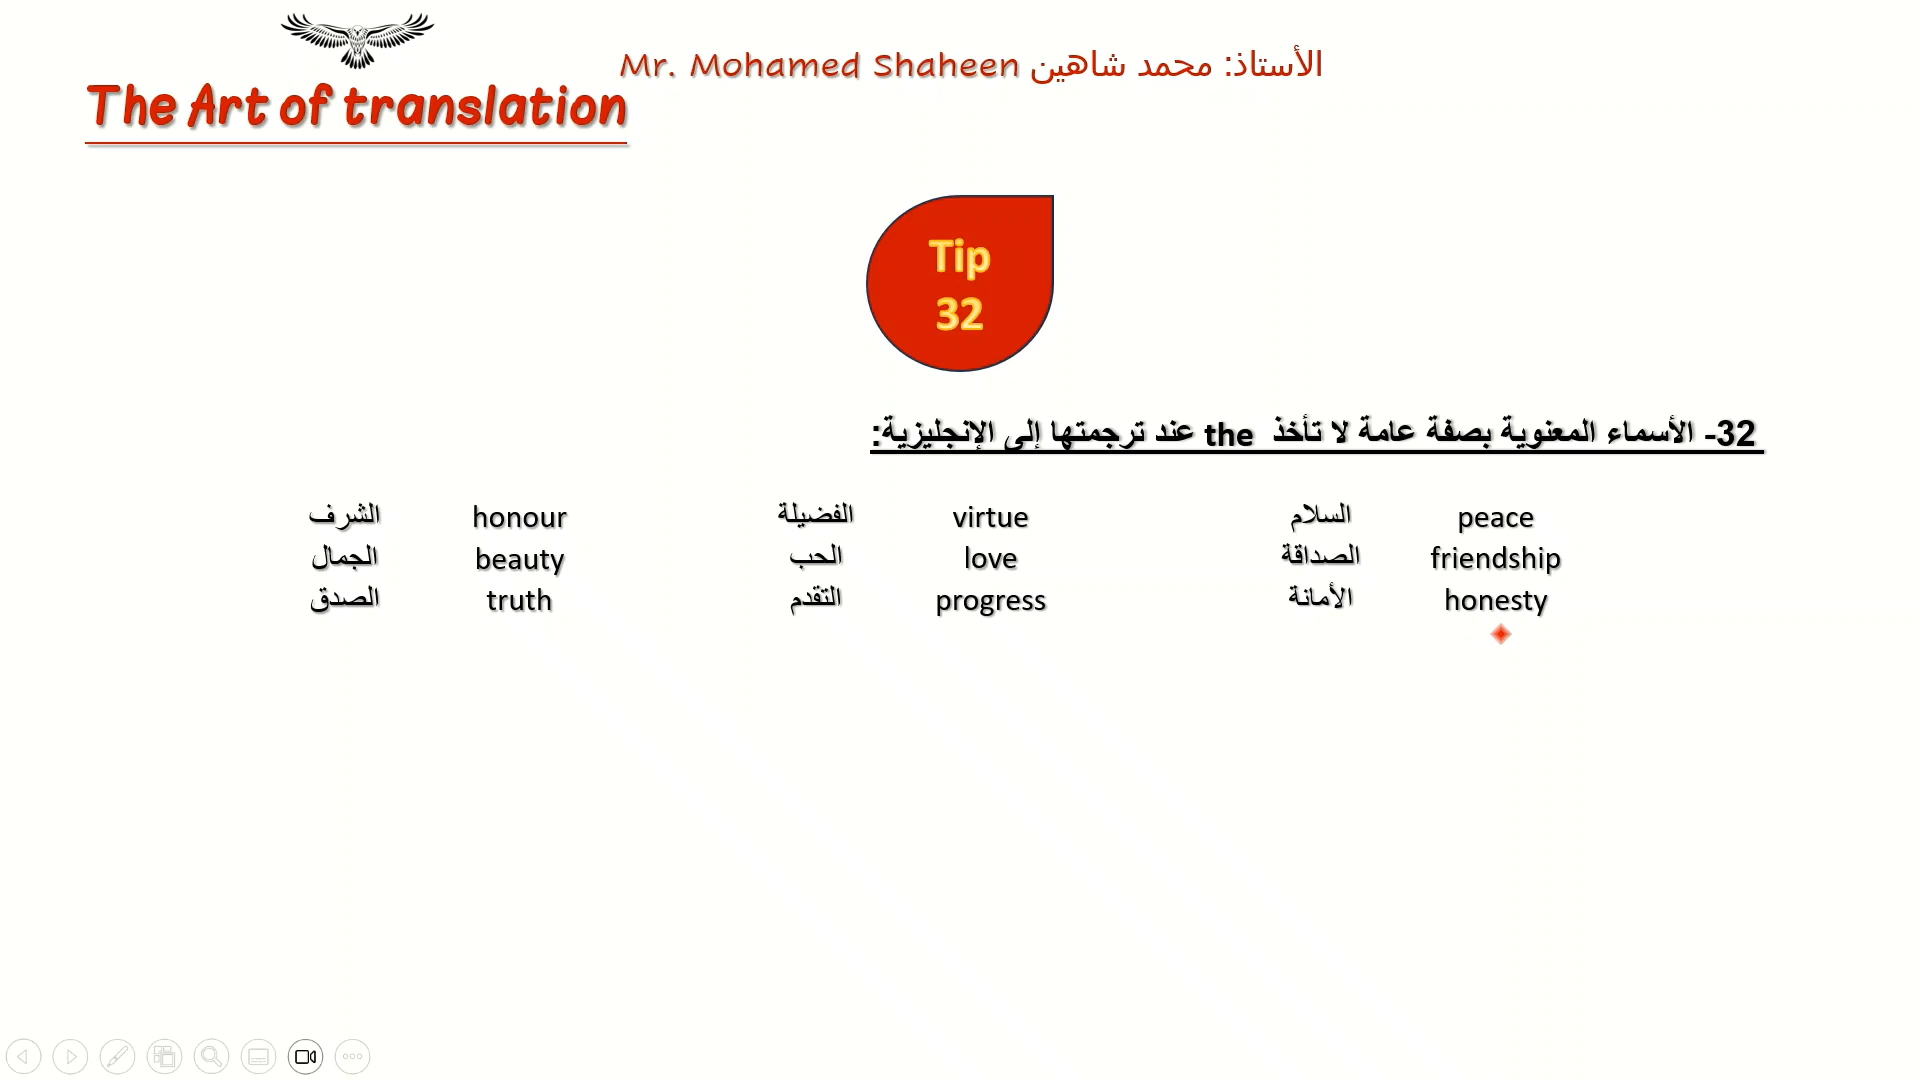 Mr. Mohamed Shaheen الأستاذ: محمد شاهين
The Art of translation
Tip
32
32- الأسماء المعنوية بصفة عامة لا تأخذ the عند ترجمتها إلى الإنجليزية:
الشرف honour الفضيلة virtue السلام peace
الجمال beauty الحب love الصداقة friendship
الصدق truth التقدم progress الأمانة honesty